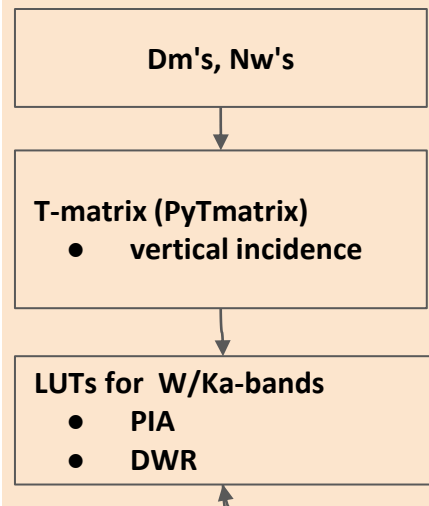 Dm's, Nw's
T-matrix (PyTmatrix)
● vertical incidence
LUTs for W/Ka-bands
● PIA
● DWR